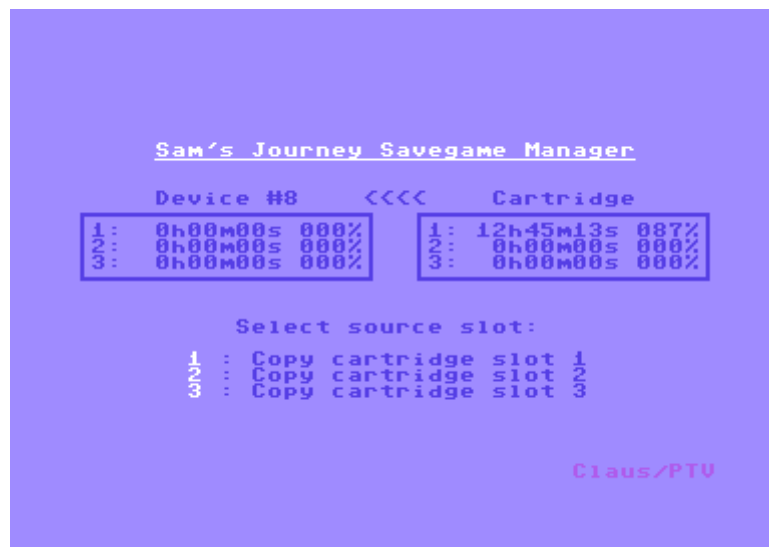 Sam's Journey Savegame Manager
Device #8 <<<< Cartridge
1: 0h00m00s 000% 1: 12h45m13s 087%
2: 0h00m00s 000% 2: 0h00m00s 000%
3: 0h00m00s 000% 3: 0h00m00s 000%
Select source slot:
1 : Copy cartridge slot 1
2 : Copy cartridge slot 2
3 : Copy cartridge slot 3
Claus/PTV